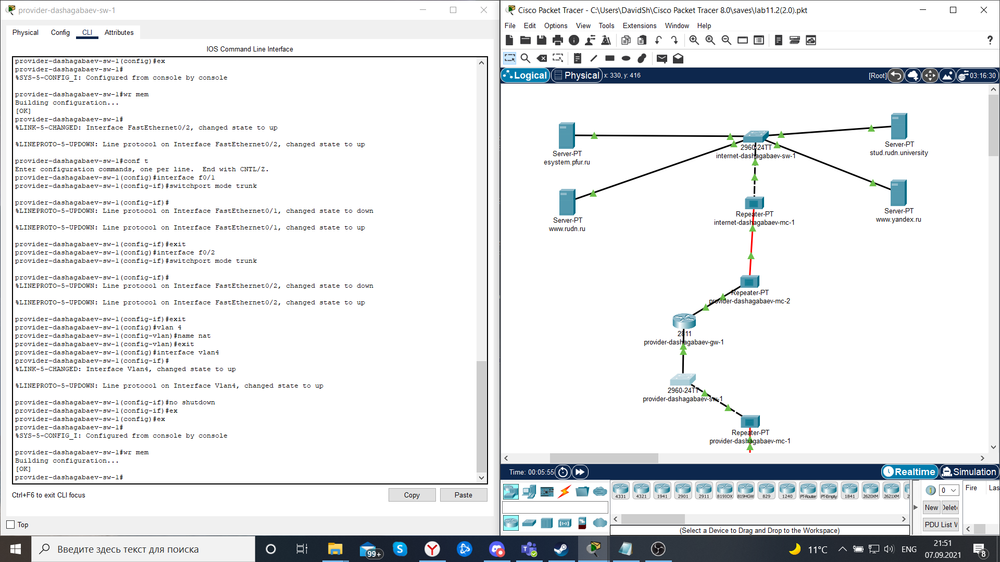 provider-dashagabaev-sw-1
Physical Config CLI Attributes
IOS Command Line Interface
provider-dashagabaev-sw-1(config)#ex
provider-dashagabaev-sw-1#
%SYS-5-CONFIG_I: Configured from console by console
provider-dashagabaev-sw-1#wr mem
Building configuration...
[OK]
provider-dashagabaev-sw-1#
%LINK-5-CHANGED: Interface FastEthernet0/2, changed state to up
%LINEPROTO-5-UPDOWN: Line protocol on Interface FastEthernet0/2, changed state to up
provider-dashagabaev-sw-1#conf t
Enter configuration commands, one per line.  End with CNTL/Z.
provider-dashagabaev-sw-1(config)#interface f0/1
provider-dashagabaev-sw-1(config-if)#switchport mode trunk
provider-dashagabaev-sw-1(config-if)#
%LINEPROTO-5-UPDOWN: Line protocol on Interface FastEthernet0/1, changed state to down
%LINEPROTO-5-UPDOWN: Line protocol on Interface FastEthernet0/1, changed state to up
provider-dashagabaev-sw-1(config-if)#exit
provider-dashagabaev-sw-1(config)#interface f0/2
provider-dashagabaev-sw-1(config-if)#switchport mode trunk
provider-dashagabaev-sw-1(config-if)#
%LINEPROTO-5-UPDOWN: Line protocol on Interface FastEthernet0/2, changed state to down
%LINEPROTO-5-UPDOWN: Line protocol on Interface FastEthernet0/2, changed state to up
provider-dashagabaev-sw-1(config-if)#exit
provider-dashagabaev-sw-1(config)#vlan 4
provider-dashagabaev-sw-1(config-vlan)#name nat
provider-dashagabaev-sw-1(config-vlan)#exit
provider-dashagabaev-sw-1(config)#interface vlan4
provider-dashagabaev-sw-1(config-if)#
%LINK-5-CHANGED: Interface Vlan4, changed state to up
%LINEPROTO-5-UPDOWN: Line protocol on Interface Vlan4, changed state to up
provider-dashagabaev-sw-1(config-if)#no shutdown
provider-dashagabaev-sw-1(config-if)#ex
provider-dashagabaev-sw-1(config)#ex
provider-dashagabaev-sw-1#
%SYS-5-CONFIG_I: Configured from console by console
provider-dashagabaev-sw-1#wr mem
Building configuration...
[OK]
provider-dashagabaev-sw-1#
Ctrl+F6 to exit CLI focus
Copy Paste
Top
Cisco Packet Tracer - C:\Users\DavidSh\Cisco Packet Tracer 8.0\saves\lab11.2(2.0).pkt
File Edit Options View Tools Extensions Window Help
?
Logical Physical x: 330, y: 416 [Root] 03:16:30
Server-PT
esystem.pfur.ru
2960-24TT
internet-dashagabaev-sw-1
Server-PT
stud.rudn.university
Server-PT
www.rudn.ru
Repeater-PT
internet-dashagabaev-mc-1
Server-PT
www.yandex.ru
Repeater-PT
provider-dashagabaev-mc-2
2811
provider-dashagabaev-gw-1
2960-24TT
provider-dashagabaev-sw-1
Repeater-PT
provider-dashagabaev-mc-1
Time: 00:05:55 Realtime Simulation
4331 4321 1941 2901 2911 819IOX 819HGW 829 1240 PT-Router PT-Empty 1841 2620XM 2621XM 2
0 Fire Las
New Delete
PDU List W
(Select a Device to Drag and Drop to the Workspace)
Введите здесь текст для поиска
99+
11°C
ENG
21:51
07.09.2021
8